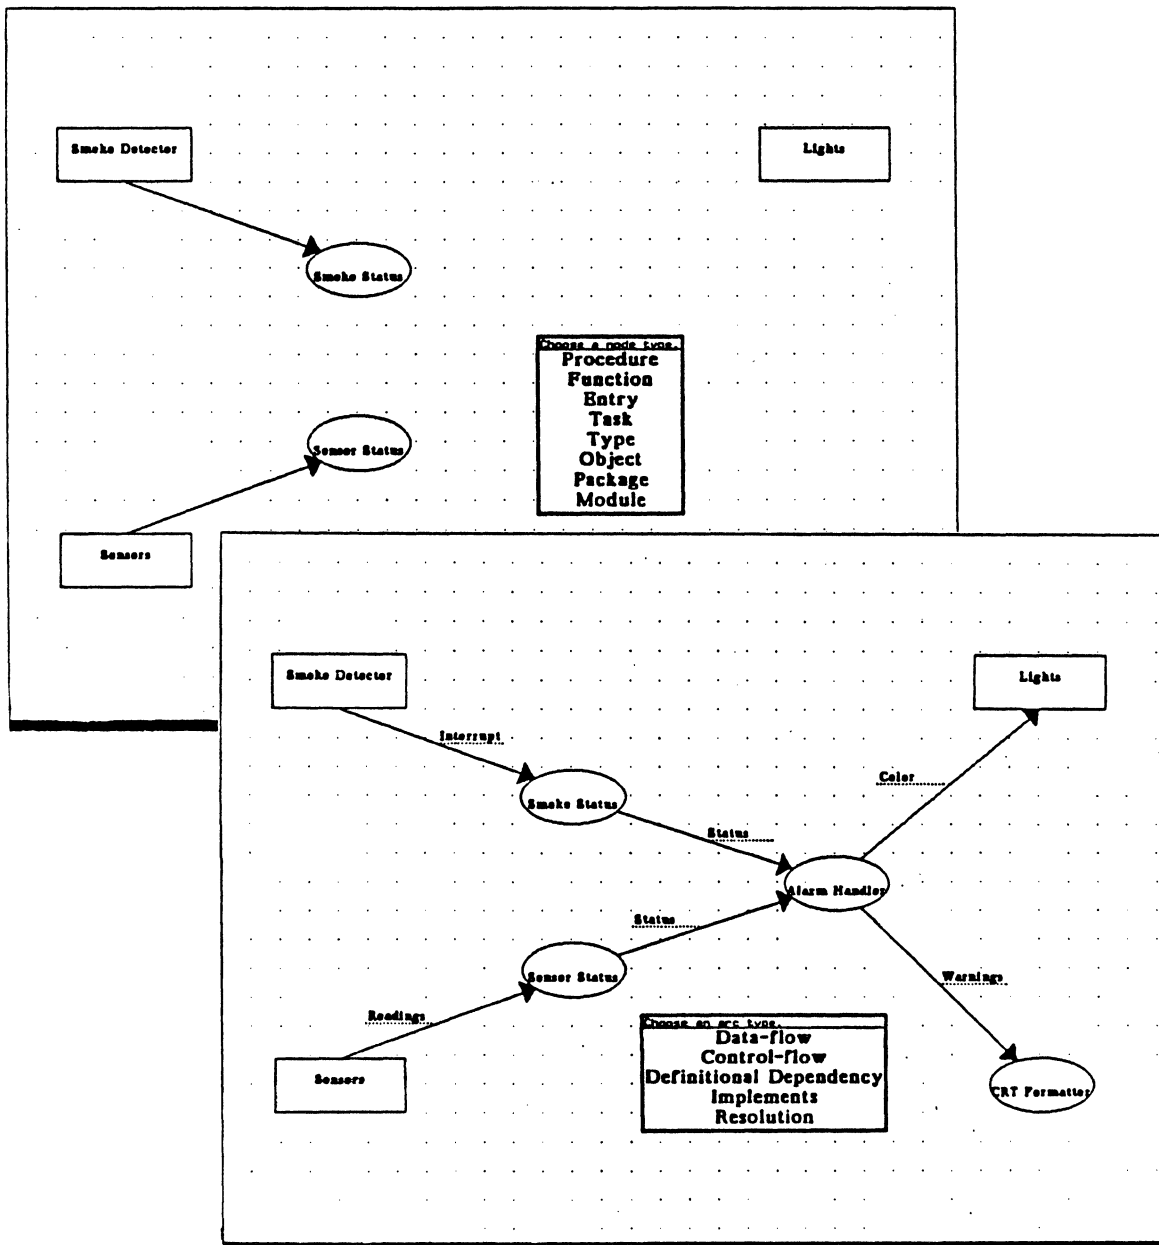 Smoke Detector
Lights
Smoke Status
Choose a node type.
Procedure
Function
Entry
Task
Type
Object
Package
Module
Sensor Status
Sensors
Smoke Detector
Lights
Interrupt
Color
Smoke Status
Status
Alarm Handler
Status
Sensor Status
Warnings
Readings
Choose an arc type.
Data-flow
Control-flow
Definitional Dependency
Implements
Resolution
Sensors
CRT Formatter